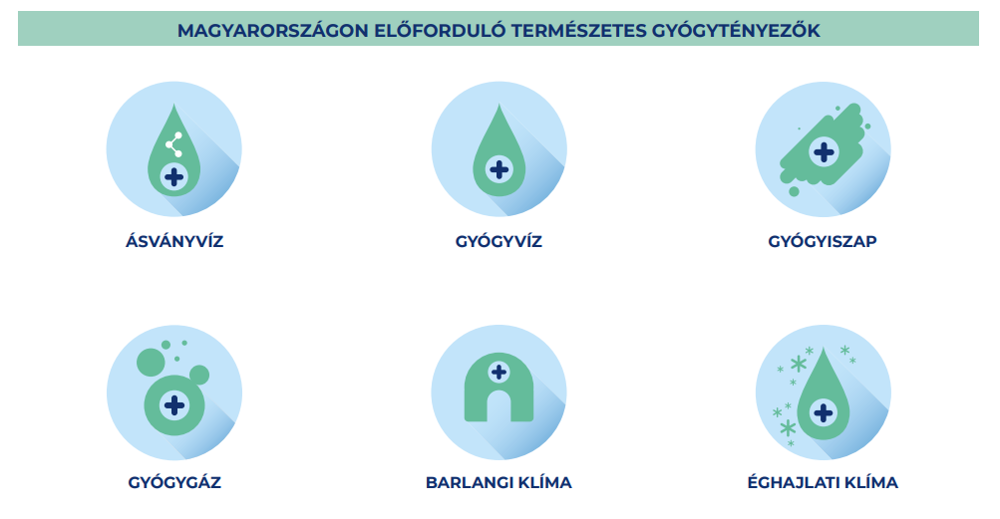 MAGYARORSZÁGON ELŐFORDULÓ TERMÉSZETES GYÓGYTÉNYEZŐK
ÁSVÁNYVÍZ
GYÓGYVÍZ
GYÓGYISZAP
GYÓGYGÁZ
BARLANGI KLÍMA
ÉGHAJLATI KLÍMA